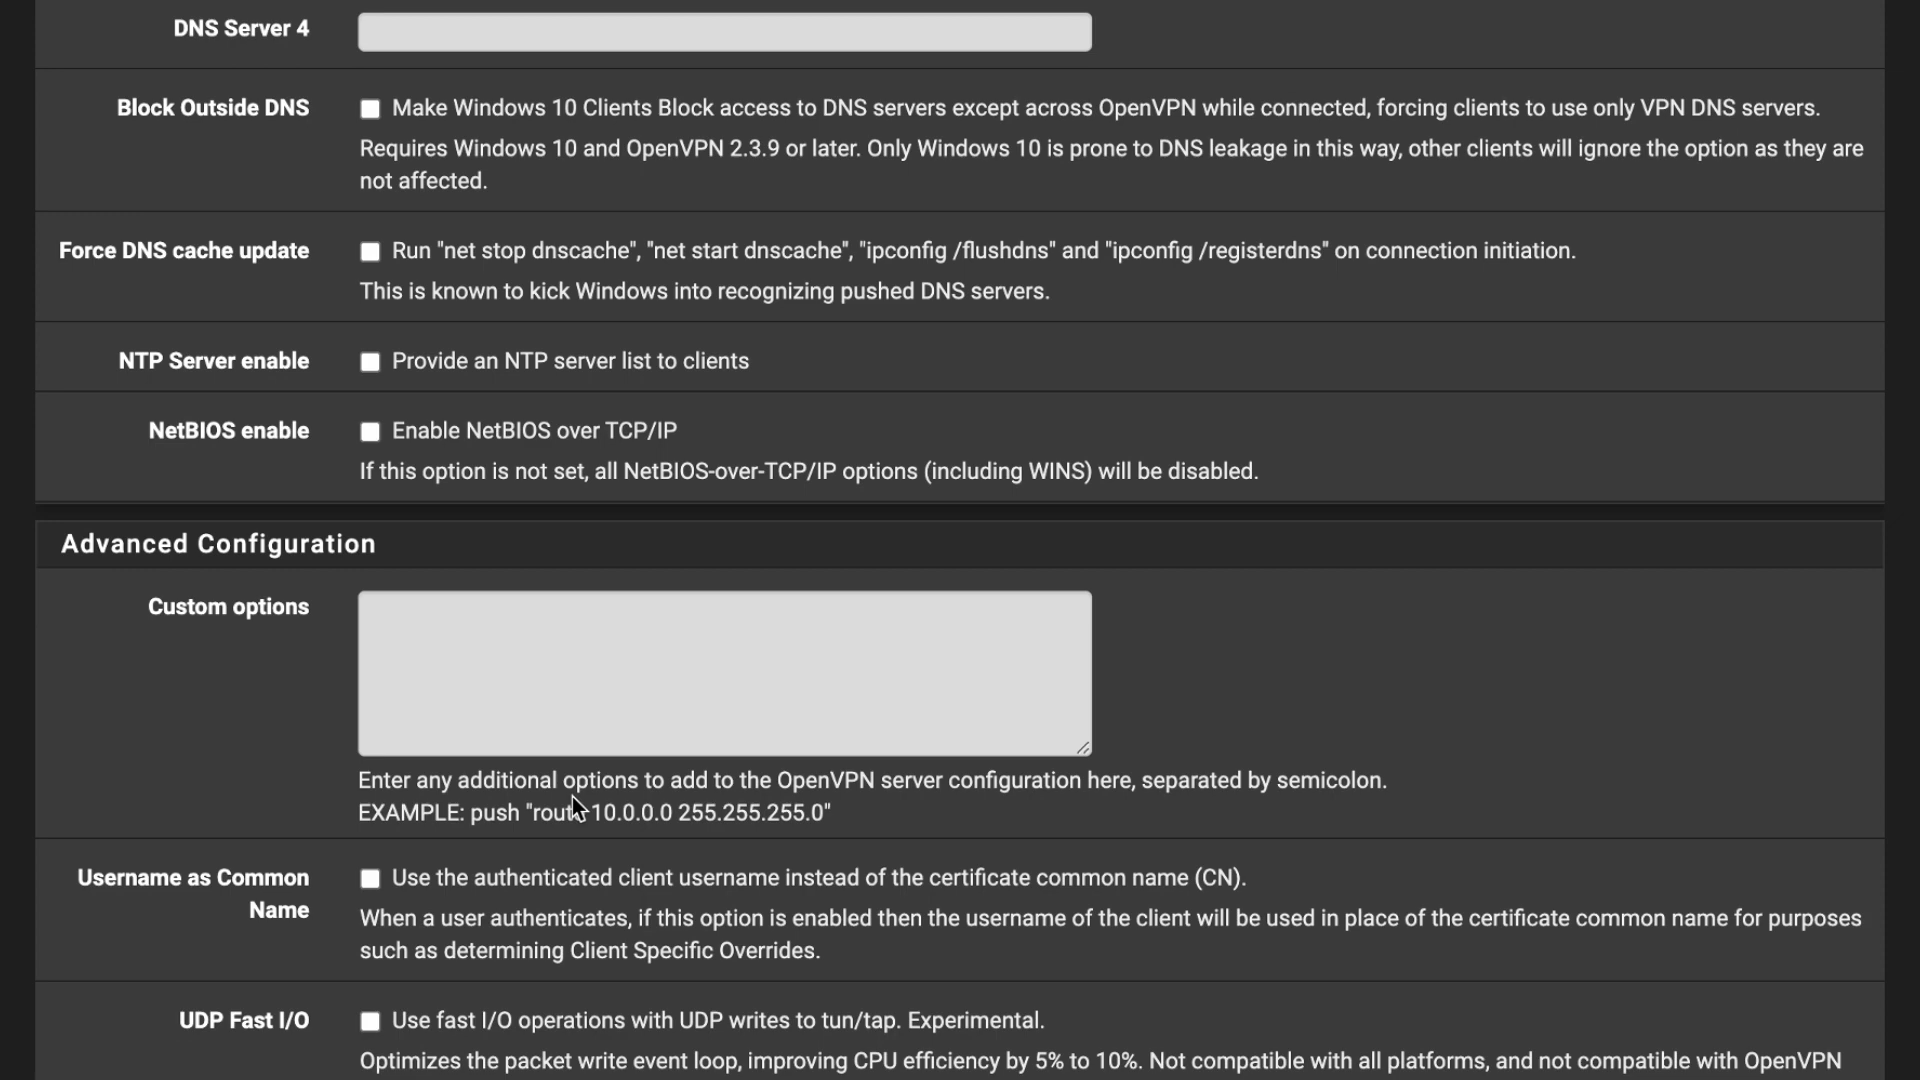 DNS Server 4
Block Outside DNS
Make Windows 10 Clients Block access to DNS servers except across OpenVPN while connected, forcing clients to use only VPN DNS servers.
Requires Windows 10 and OpenVPN 2.3.9 or later. Only Windows 10 is prone to DNS leakage in this way, other clients will ignore the option as they are
not affected.
Force DNS cache update
Run "net stop dnscache", "net start dnscache", "ipconfig /flushdns" and "ipconfig /registerdns" on connection initiation.
This is known to kick Windows into recognizing pushed DNS servers.
NTP Server enable
Provide an NTP server list to clients
NetBIOS enable
Enable NetBIOS over TCP/IP
If this option is not set, all NetBIOS-over-TCP/IP options (including WINS) will be disabled.
Advanced Configuration
Custom options
Enter any additional options to add to the OpenVPN server configuration here, separated by semicolon.
EXAMPLE: push "route 10.0.0.0 255.255.255.0"
Username as Common
Name
Use the authenticated client username instead of the certificate common name (CN).
When a user authenticates, if this option is enabled then the username of the client will be used in place of the certificate common name for purposes
such as determining Client Specific Overrides.
UDP Fast I/O
Use fast I/O operations with UDP writes to tun/tap. Experimental.
Optimizes the packet write event loop, improving CPU efficiency by 5% to 10%. Not compatible with all platforms, and not compatible with OpenVPN